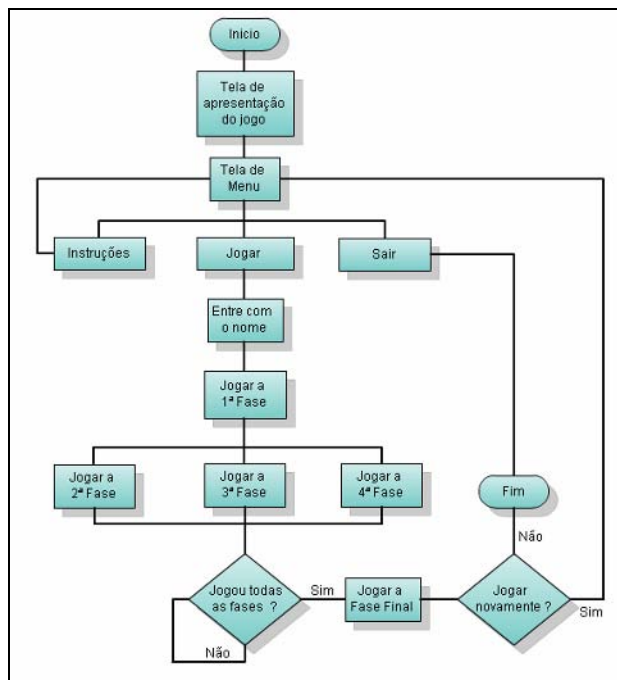 Inicio
Tela de
apresentação
do jogo
Tela de
Menu
Instruções
Jogar
Sair
Entre com
o nome
Jogar a
1ª Fase
Jogar a
2ª Fase
Jogar a
3ª Fase
Jogar a
4ª Fase
Fim
Não
Jogou todas
as fases ?
Sim
Jogar a
Fase Final
Jogar
novamente ?
Sim
Não